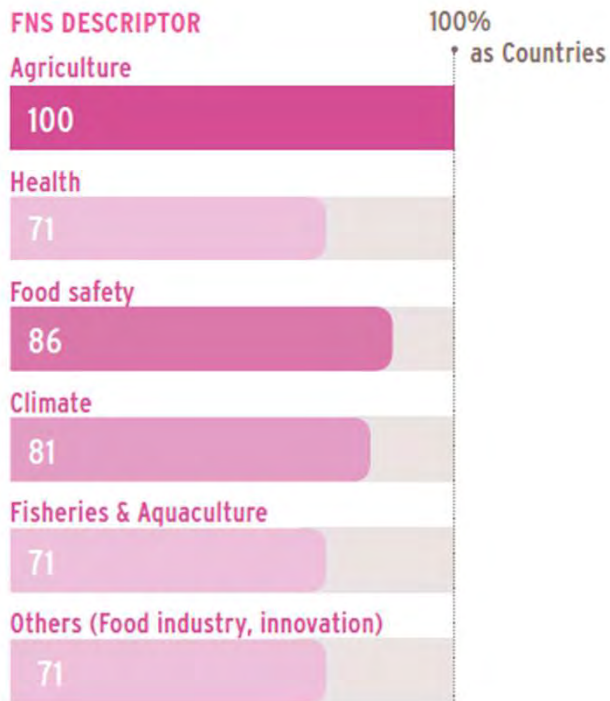 FNS DESCRIPTOR
100%
as Countries
Agriculture
100
Health
71
Food safety
86
Climate
81
Fisheries & Aquaculture
71
Others (Food industry, innovation)
71